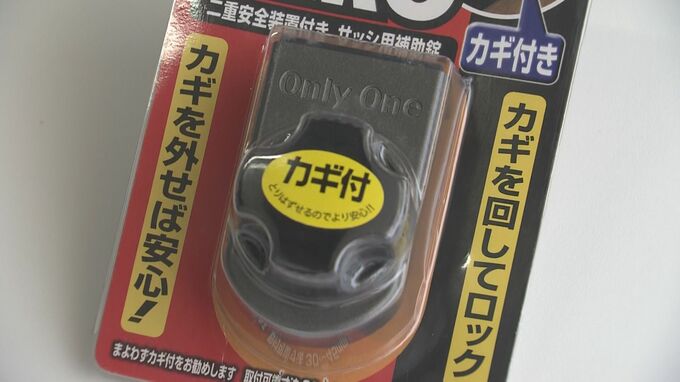 二重安全装置付き サッシ用補助錠
カギ付き
Only One
カギを外せば安心!
カギ付
とりはずせるのでより安心!!
カギを回してロック
まよわずカギ付をお勧めします